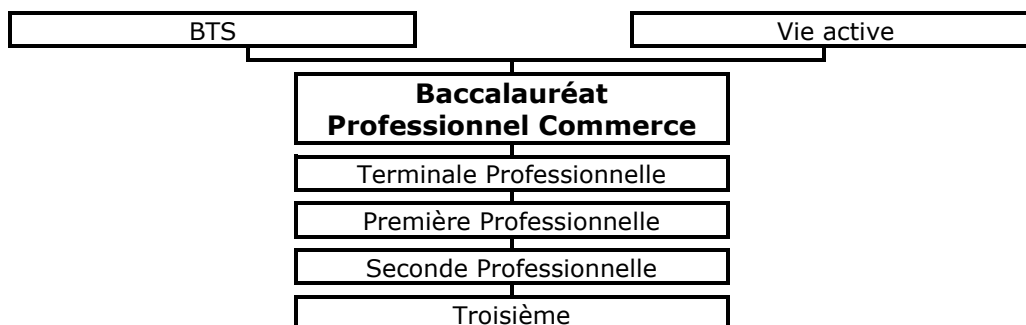 BTS
Vie active
Baccalauréat
Professionnel Commerce
Terminale Professionnelle
Première Professionnelle
Seconde Professionnelle
Troisième